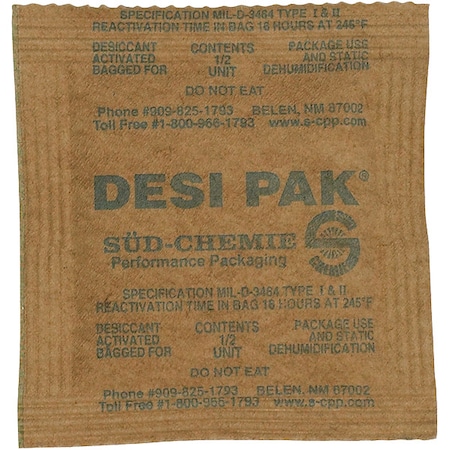 SPECIFICATION MIL-D-3464 TYPE I & II
REACTIVATION TIME IN BAG 16 HOURS AT 245°F
DESICCANT CONTENTS PACKAGE USE
ACTIVATED 1/2 AND STATIC
BAGGED FOR UNIT DEHUMIDIFICATION
DO NOT EAT
Phone #909-825-1793 BELEN, NM 87002
Toll Free #1-800-966-1793 www.s-cpp.com
DESI PAK®
SÜD-CHEMIE
Performance Packaging
SPECIFICATION MIL-D-3464 TYPE I & II
REACTIVATION TIME IN BAG 16 HOURS AT 245°F
DESICCANT CONTENTS PACKAGE USE
ACTIVATED 1/2 AND STATIC
BAGGED FOR UNIT DEHUMIDIFICATION
DO NOT EAT
Phone #909-825-1793 BELEN, NM 87002
Toll Free #1-800-966-1793 www.s-cpp.com